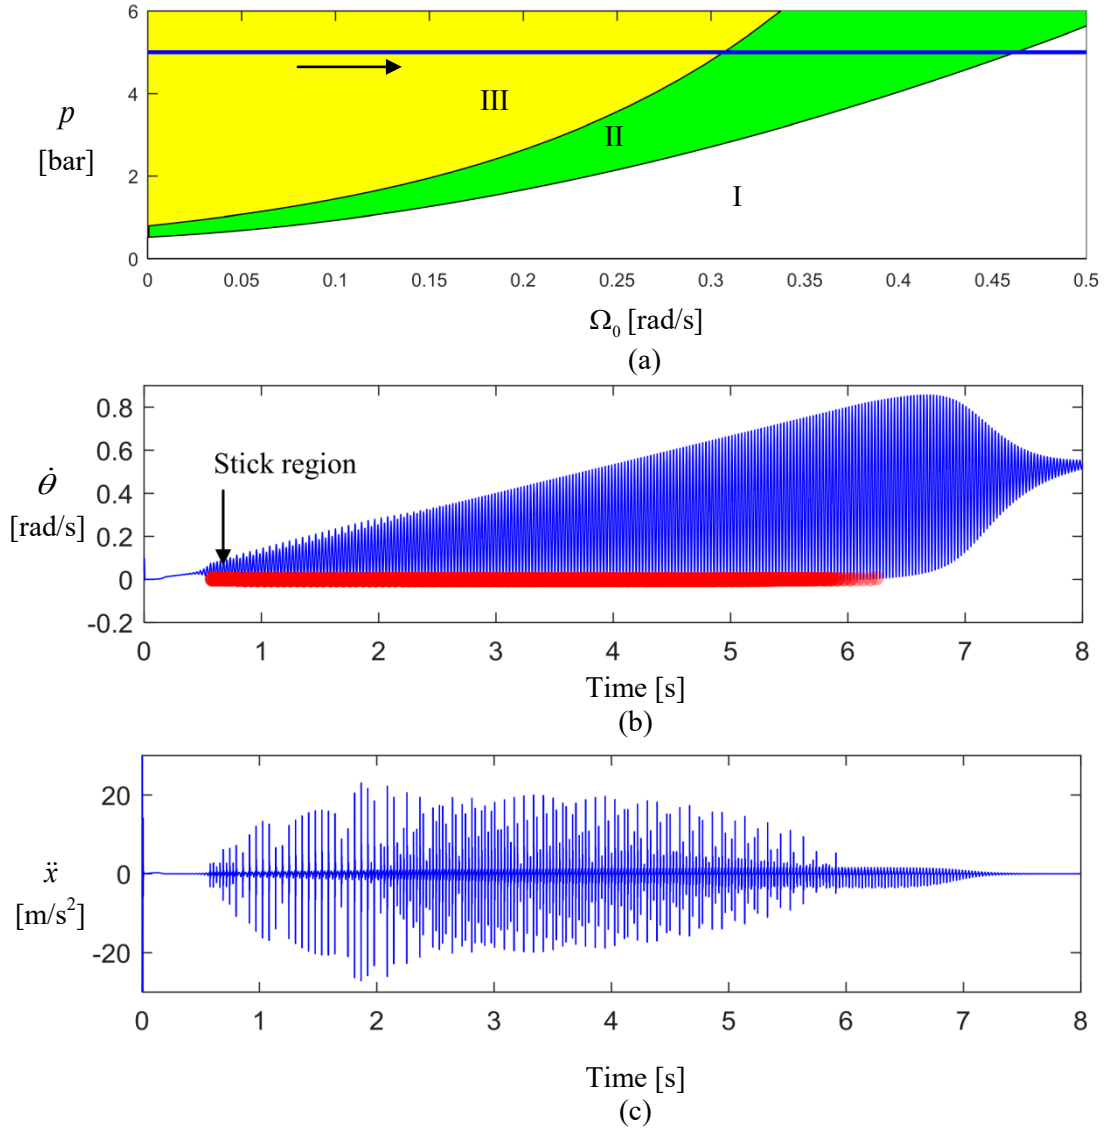 6
4
2
0
p
[bar]
III
II
I
0 0.05 0.1 0.15 0.2 0.25 0.3 0.35 0.4 0.45 0.5
Ω₀ [rad/s]
(a)
0.8
0.6
0.4
0.2
0
-0.2
θ̇
[rad/s]
Stick region
0 1 2 3 4 5 6 7 8
Time [s]
(b)
20
0
-20
ẍ
[m/s²]
0 1 2 3 4 5 6 7 8
Time [s]
(c)